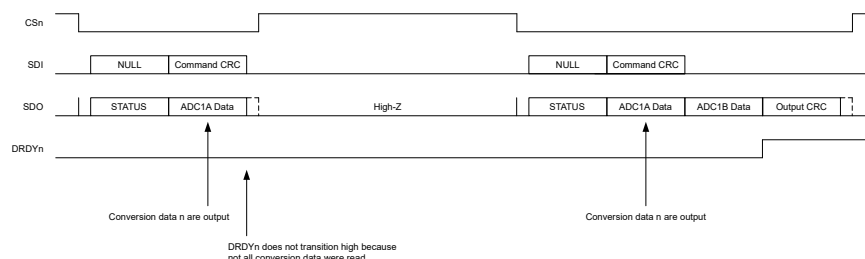 CSn
SDI NULL Command CRC NULL Command CRC
SDO STATUS ADC1A Data High-Z STATUS ADC1A Data ADC1B Data Output CRC
DRDYn
Conversion data n are output Conversion data n are output
DRDYn does not transition high because
not all conversion data were read